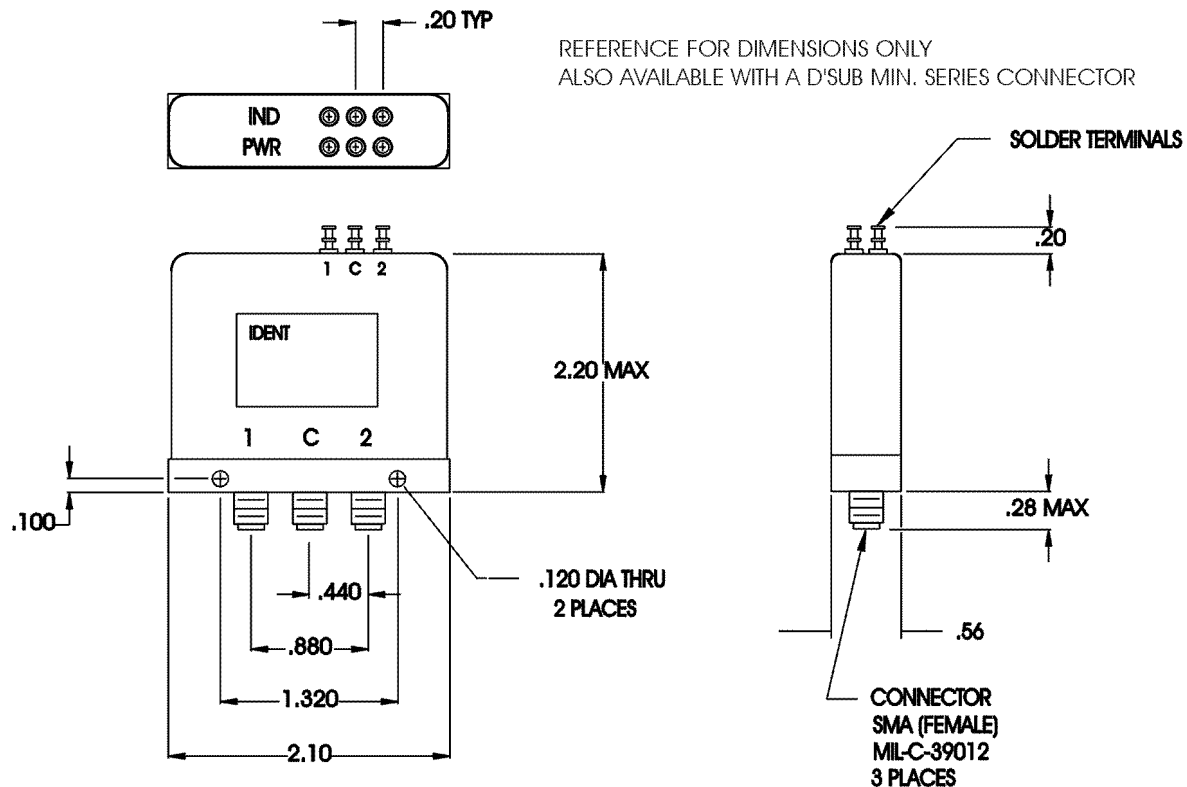 .20 TYP
REFERENCE FOR DIMENSIONS ONLY
ALSO AVAILABLE WITH A D'SUB MIN. SERIES CONNECTOR
IND
PWR
SOLDER TERMINALS
.20
1 C 2
IDENT
2.20 MAX
1 C 2
.100
.28 MAX
.120 DIA THRU
2 PLACES
.440
.880
.56
1.320
2.10
CONNECTOR
SMA (FEMALE)
MIL-C-39012
3 PLACES